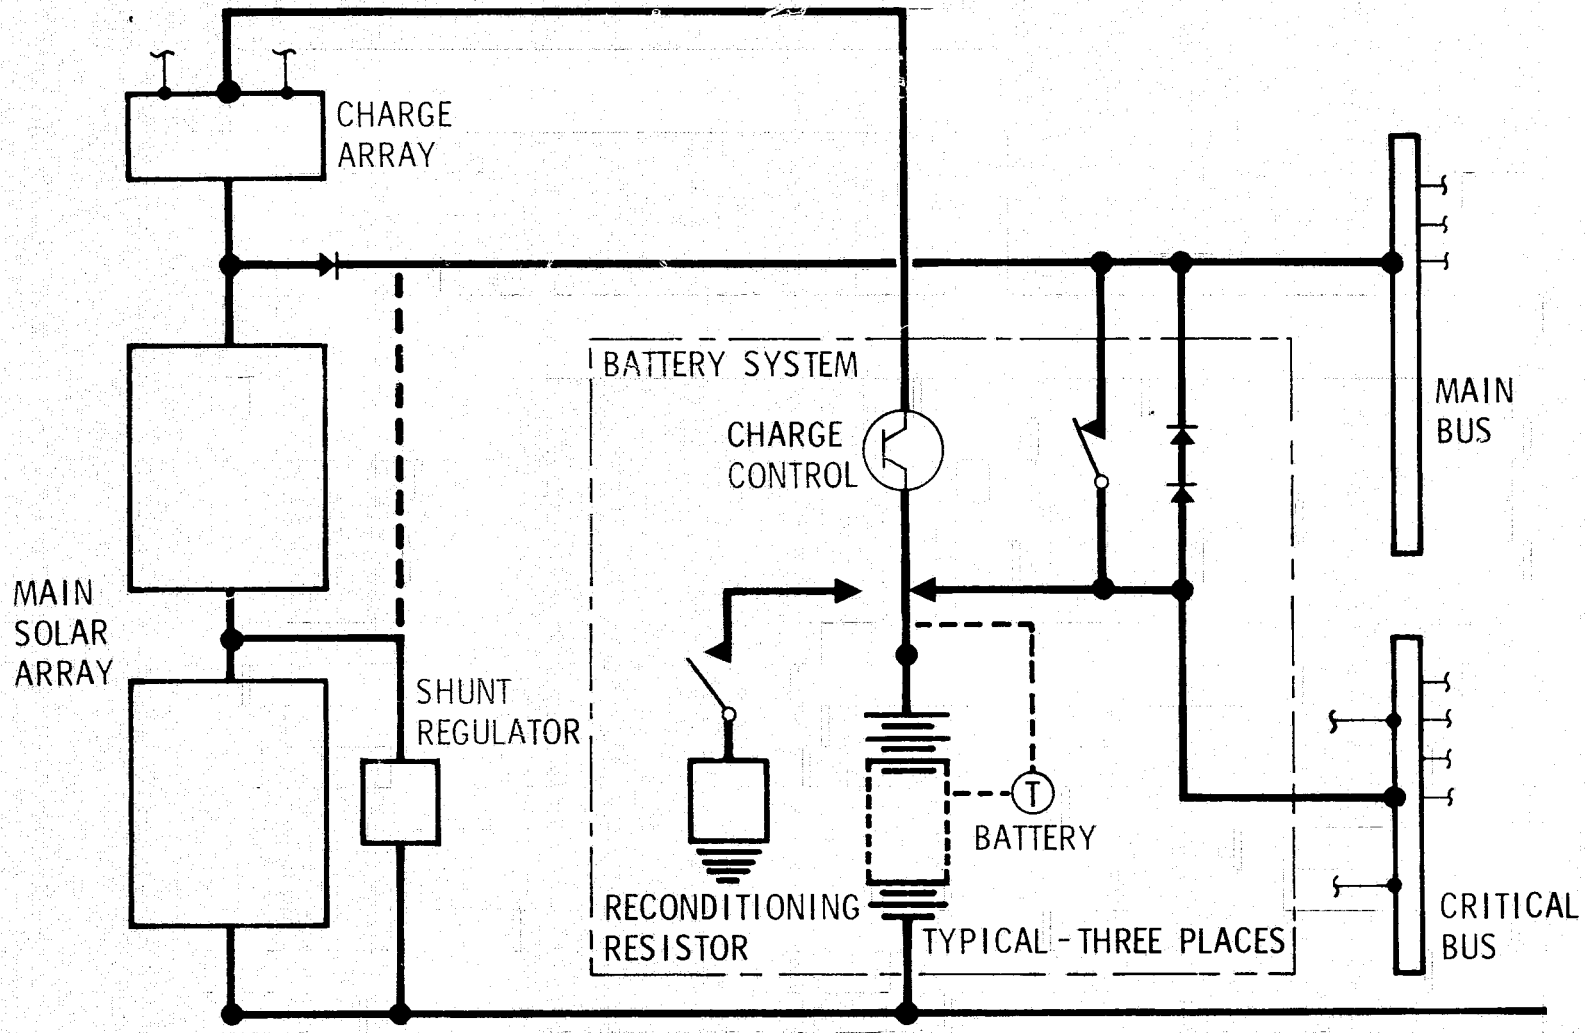 CHARGE
ARRAY
BATTERY SYSTEM
CHARGE
CONTROL
MAIN
BUS
MAIN
SOLAR
ARRAY
SHUNT
REGULATOR
T
BATTERY
RECONDITIONING
RESISTOR
TYPICAL - THREE PLACES
CRITICAL
BUS